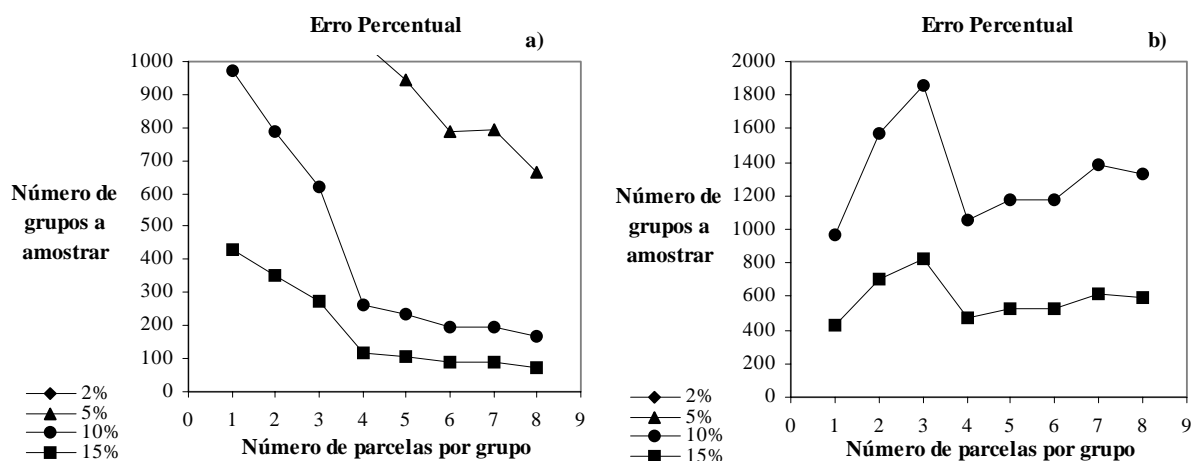 Erro Percentual
a)
1000
900
800
700
600
500
400
300
200
100
0
Número de
grupos a
amostrar
0 1 2 3 4 5 6 7 8 9
Número de parcelas por grupo
2%
5%
10%
15%
Erro Percentual
b)
2000
1800
1600
1400
1200
1000
800
600
400
200
0
Número de
grupos a
amostrar
0 1 2 3 4 5 6 7 8 9
Número de parcelas por grupo
2%
5%
10%
15%